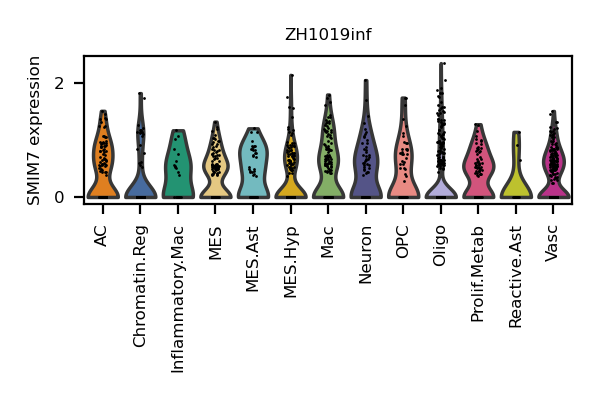 ZH1019inf
SMIM7 expression
2
0
AC
Chromatin.Reg
Inflammatory.Mac
MES
MES.Ast
MES.Hyp
Mac
Neuron
OPC
Oligo
Prolif.Metab
Reactive.Ast
Vasc